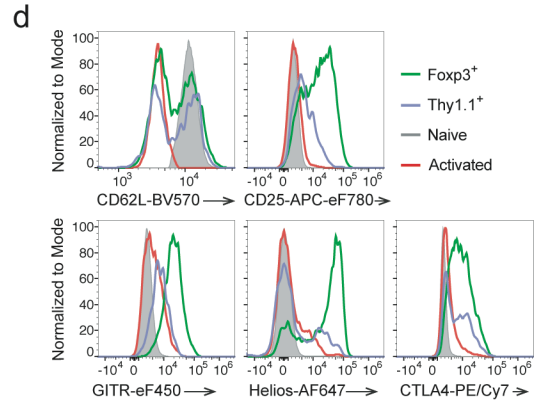 d
Normalized to Mode
100
80
60
40
20
0
10³ 10⁴
CD62L-BV570
-10⁴ 0 10⁴ 10⁵ 10⁶
CD25-APC-eF780
Foxp3⁺
Thy1.1⁺
Naive
Activated
Normalized to Mode
100
80
60
40
20
0
-10⁴ 0 10⁴ 10⁵
GITR-eF450
-10⁴ 0 10⁴ 10⁵
Helios-AF647
-10⁴ 0 10⁴ 10⁵ 10⁶
CTLA4-PE/Cy7